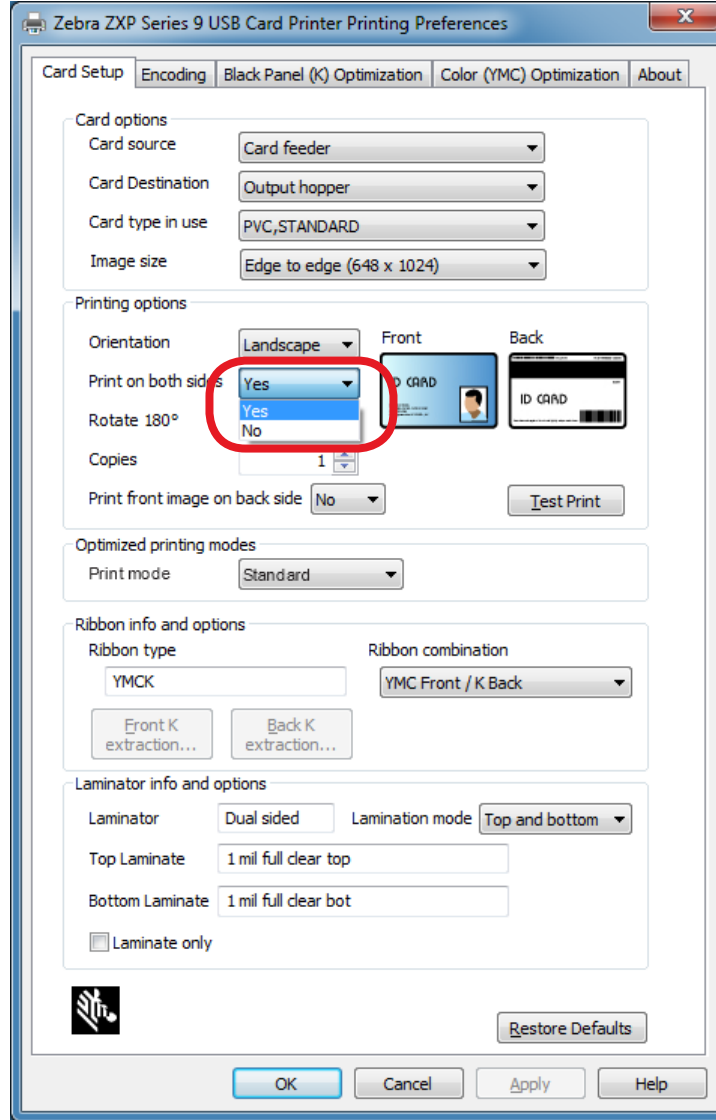 Zebra ZXP Series 9 USB Card Printer Printing Preferences
Card Setup Encoding Black Panel (K) Optimization Color (YMC) Optimization About
Card options
Card source Card feeder
Card Destination Output hopper
Card type in use PVC,STANDARD
Image size Edge to edge (648 x 1024)
Printing options
Orientation Landscape Front Back
Print on both sides Yes
ID CARD
ID CARD
Yes
Rotate 180°
No
Copies 1
Print front image on back side No Test Print
Optimized printing modes
Print mode Standard
Ribbon info and options
Ribbon type Ribbon combination
YMCK YMC Front / K Back
Front K extraction... Back K extraction...
Laminator info and options
Laminator Dual sided Lamination mode Top and bottom
Top Laminate 1 mil full clear top
Bottom Laminate 1 mil full clear bot
Laminate only
Restore Defaults
OK Cancel Apply Help